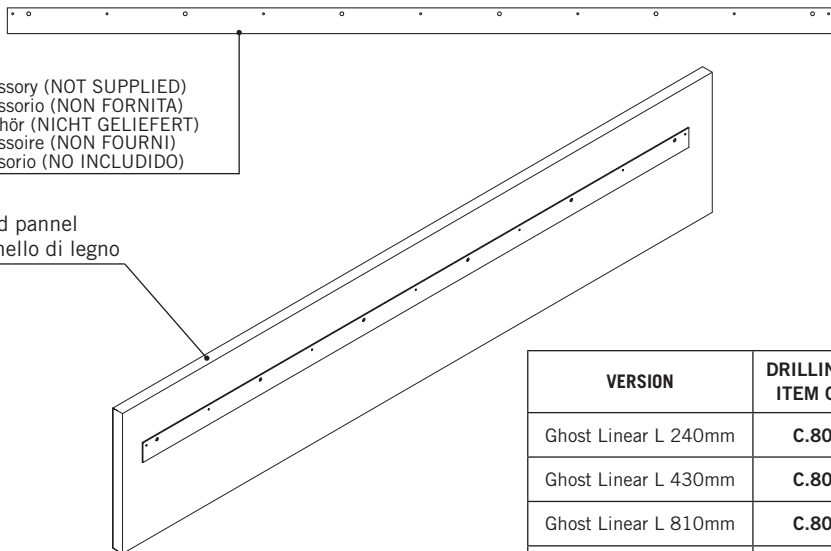 ssory (NOT SUPPLIED)
ssorio (NON FORNITA)
hör (NICHT GELIEFERT)
ssoire (NON FOURNI)
sorio (NO INCLUDIDO)
d pannel
nello di legno
VERSION DRILLIN
ITEM C
Ghost Linear L 240mm C.80
Ghost Linear L 430mm C.80
Ghost Linear L 810mm C.80